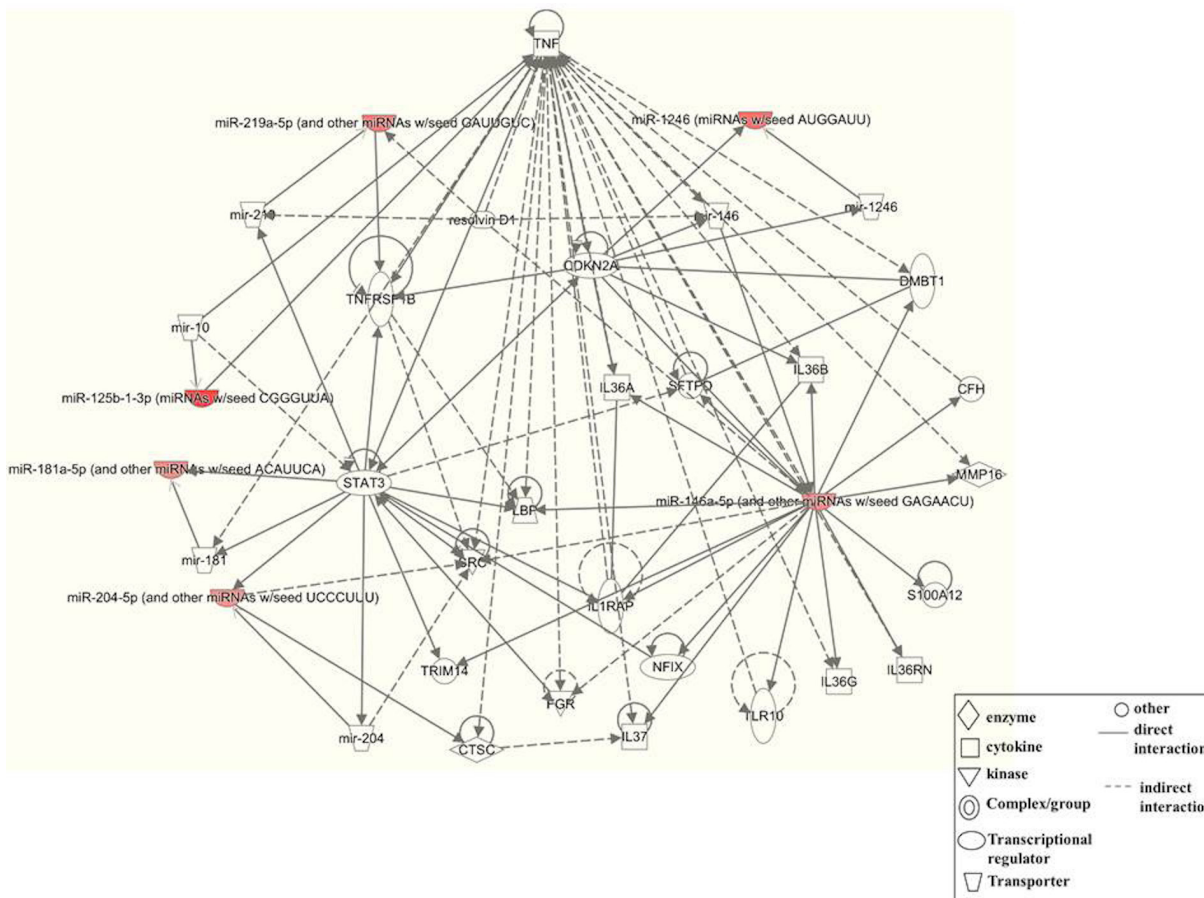 TNF
miR-219a-5p (and other miRNAs w/seed GAUUGUC)
miR-1246 (miRNAs w/seed AUGGAUU)
mir-219
resolvin D1
mir-146
mir-1246
CDKN2A
DMBT1
TNFRSF1B
mir-10
IL36A
SFTPD
IL36B
CFH
miR-125b-1-3p (miRNAs w/seed CGGGUUA)
miR-181a-5p (and other miRNAs w/seed ACAUUCA)
STAT3
MMP16
LBP
miR-146a-5p (and other miRNAs w/seed GAGAACU)
mir-181
SRC
miR-204-5p (and other miRNAs w/seed UCCCUUU)
IL1RAP
S100A12
TRIM14
NFIX
IL36G
IL36RN
FGR
TLR10
mir-204
CTSC
IL37
enzyme
other
cytokine
direct
interaction
kinase
indirect
interaction
Complex/group
Transcriptional
regulator
Transporter